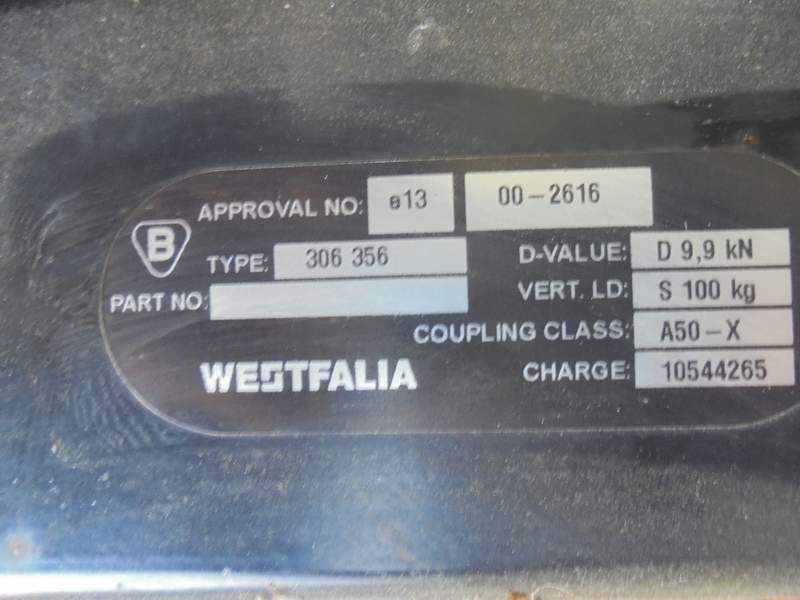 APPROVAL NO: e13 00-2616
B
TYPE: 306 356
PART NO:
D-VALUE: D 9,9 kN
VERT. LD: S 100 kg
COUPLING CLASS: A50-X
WESTFALIA
CHARGE: 10544265